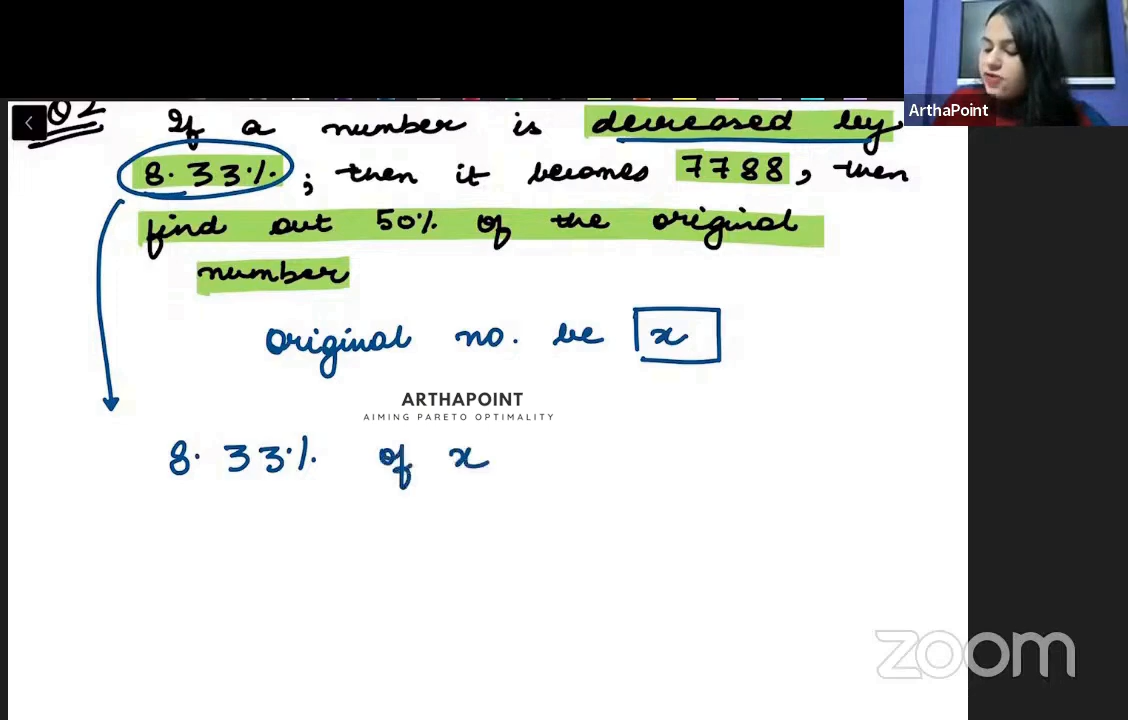 ArthaPoint
Q2 If a number is decreased by
8.33%; then it becomes 7788, then
find out 50% of the original
number
Original no. be x
ARTHAPOINT
AIMING PARETO OPTIMALITY
8.33% of x
zoom